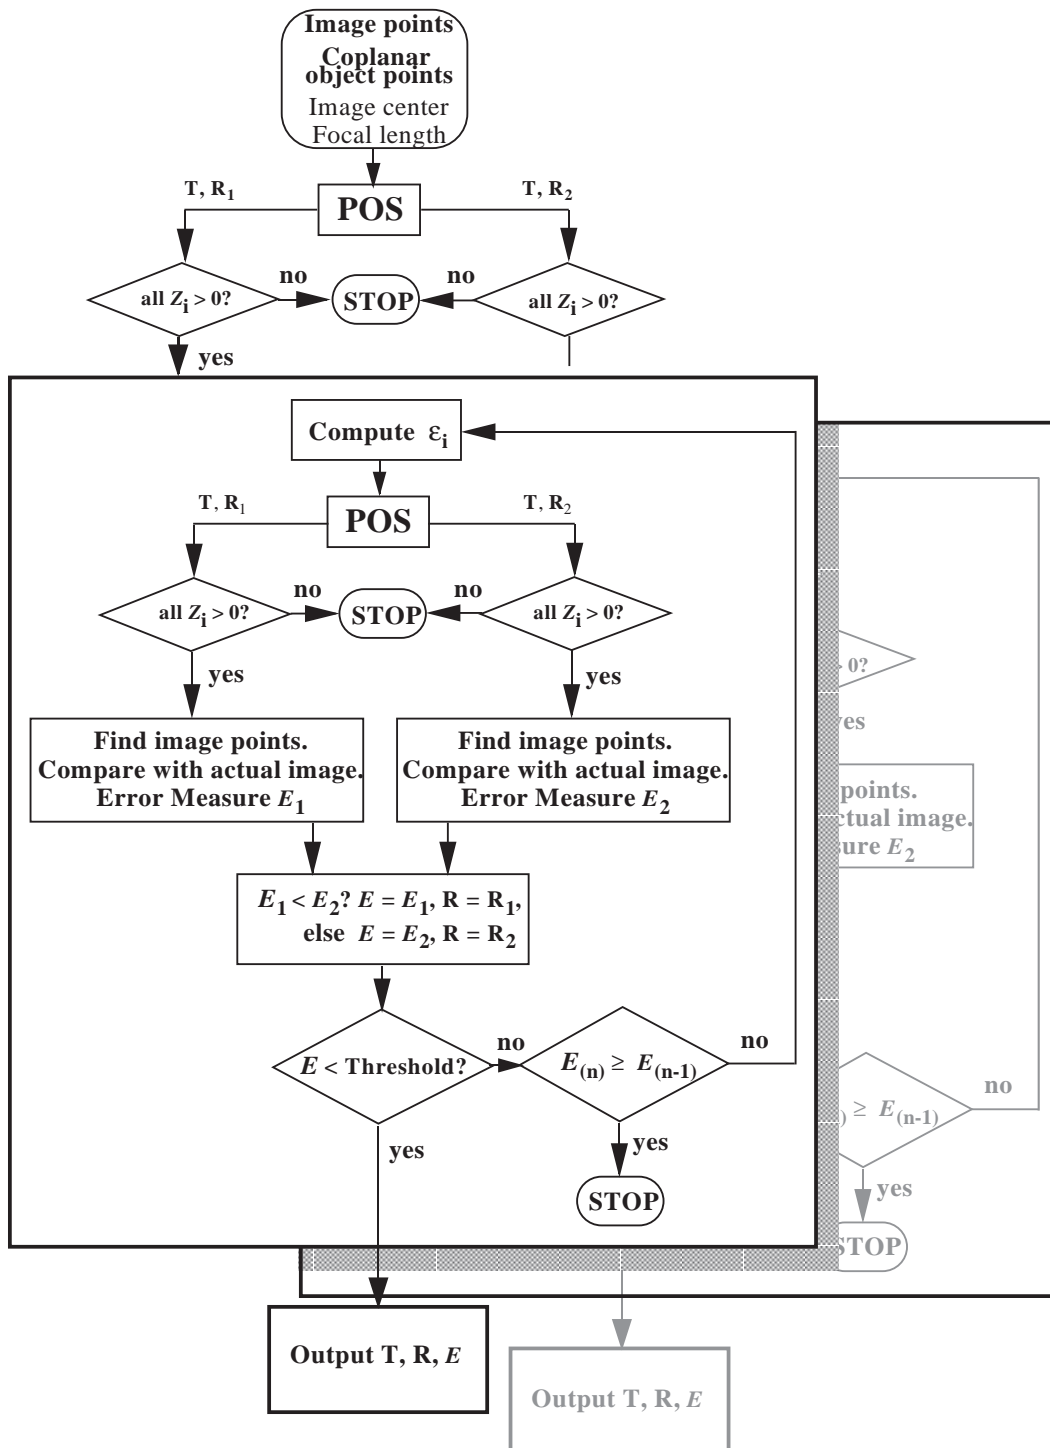 Image points
Coplanar
object points
Image center
Focal length
T, R1
T, R2
POS
all Zi > 0?
no
STOP
no
all Zi > 0?
yes
Compute εi
T, R1
T, R2
POS
all Zi > 0?
no
STOP
no
all Zi > 0?
yes
yes
Find image points.
Compare with actual image.
Error Measure E1
Find image points.
Compare with actual image.
Error Measure E2
E1 < E2? E = E1, R = R1,
else E = E2, R = R2
E < Threshold?
no
E(n) ≥ E(n-1)
no
yes
yes
STOP
Output T, R, E
> 0?
yes
points.
actual image.
sure E2
) ≥ E(n-1)
no
yes
STOP
Output T, R, E